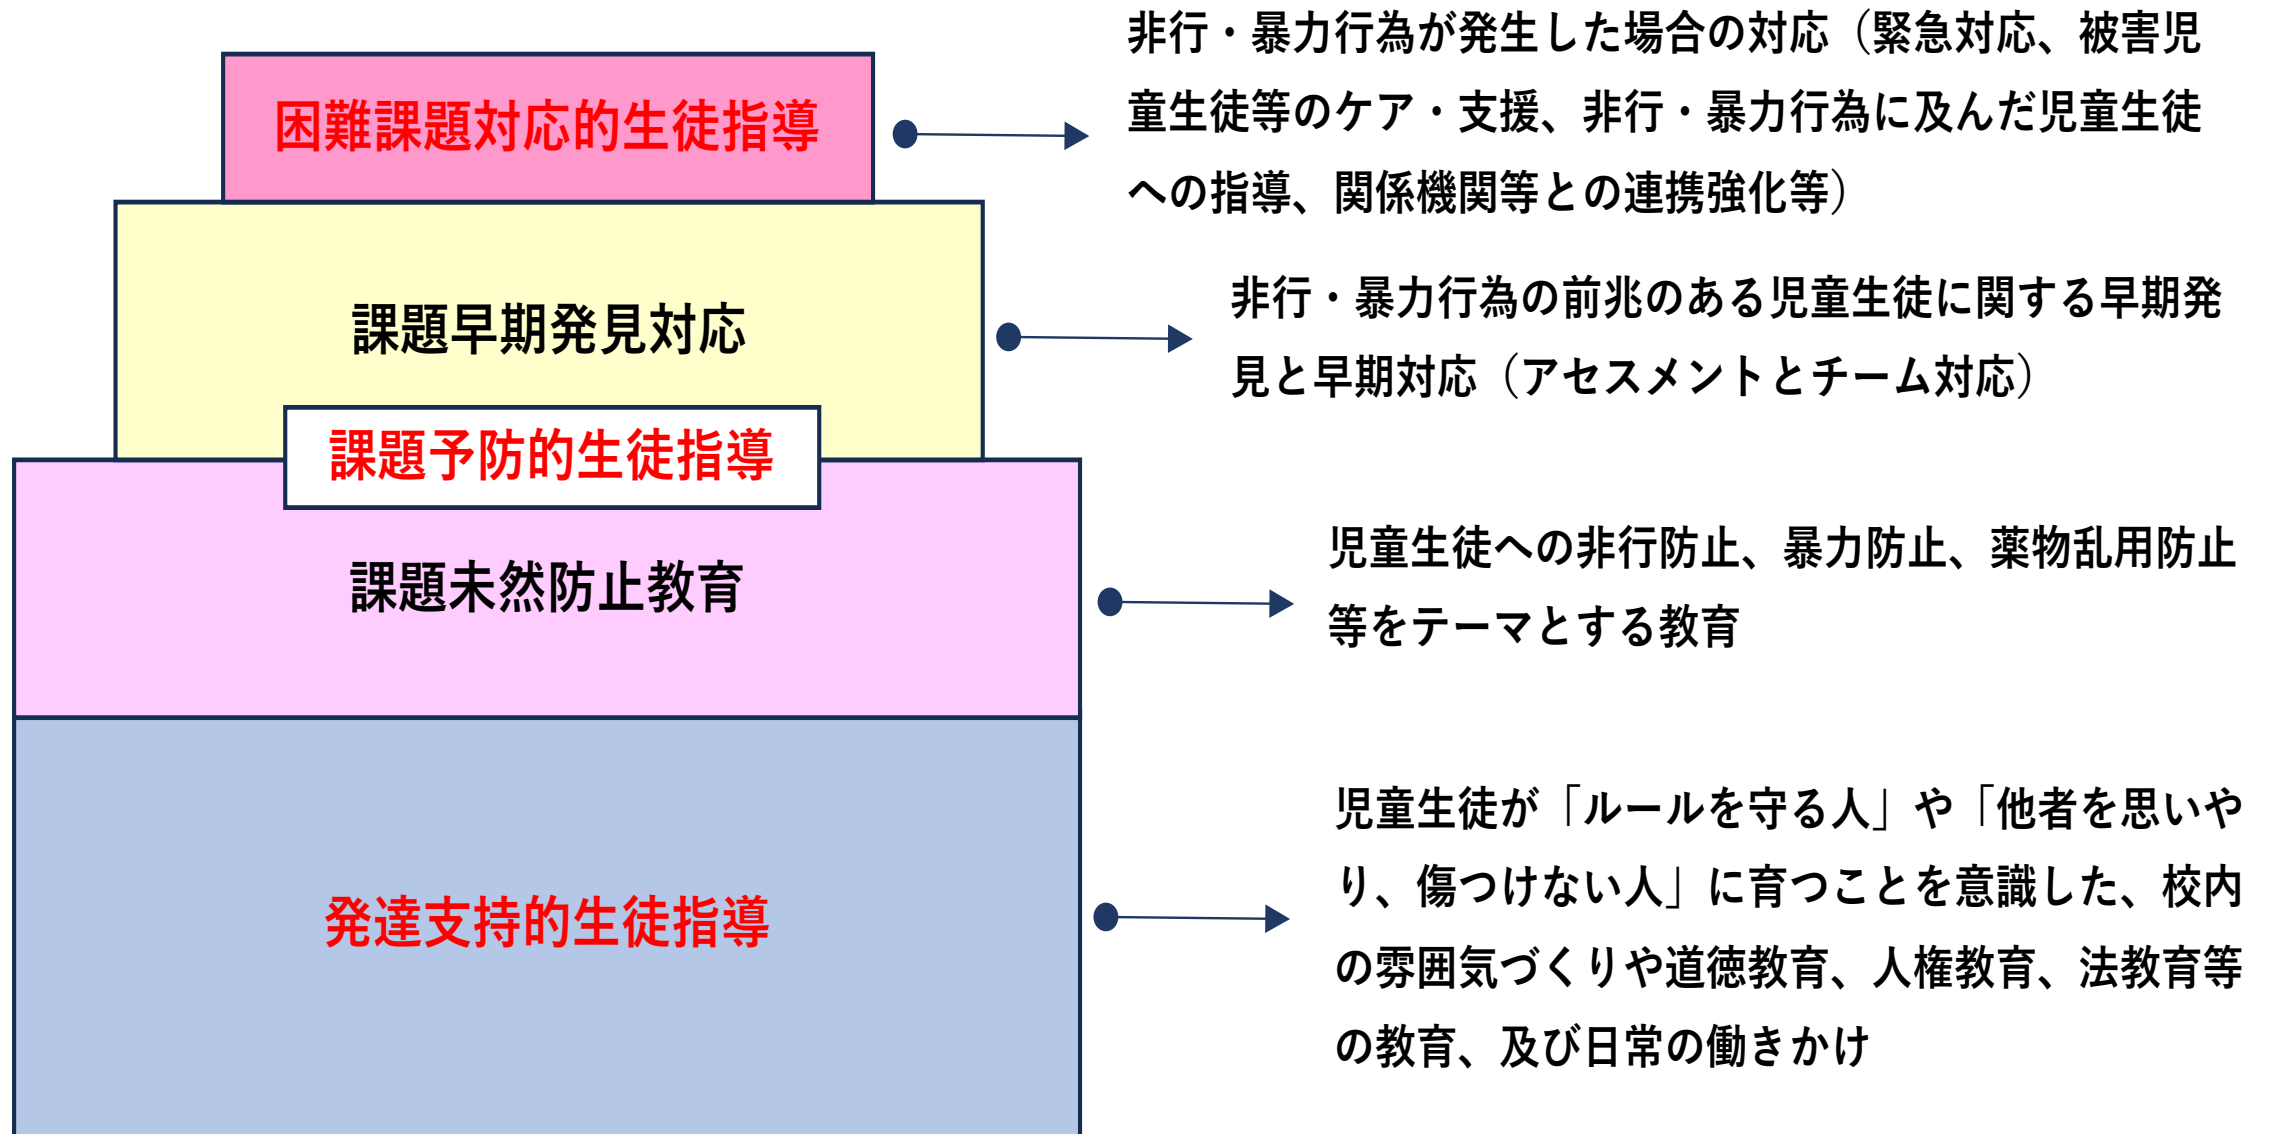 困難課題対応的生徒指導
非行・暴力行為が発生した場合の対応（緊急対応、被害児
童生徒等のケア・支援、非行・暴力行為に及んだ児童生徒
への指導、関係機関等との連携強化等）
課題早期発見対応
非行・暴力行為の前兆のある児童生徒に関する早期発
見と早期対応（アセスメントとチーム対応）
課題予防的生徒指導
課題未然防止教育
児童生徒への非行防止、暴力防止、薬物乱用防止
等をテーマとする教育
発達支持的生徒指導
児童生徒が「ルールを守る人」や「他者を思いや
り、傷つけない人」に育つことを意識した、校内
の雰囲気づくりや道徳教育、人権教育、法教育等
の教育、及び日常の働きかけ